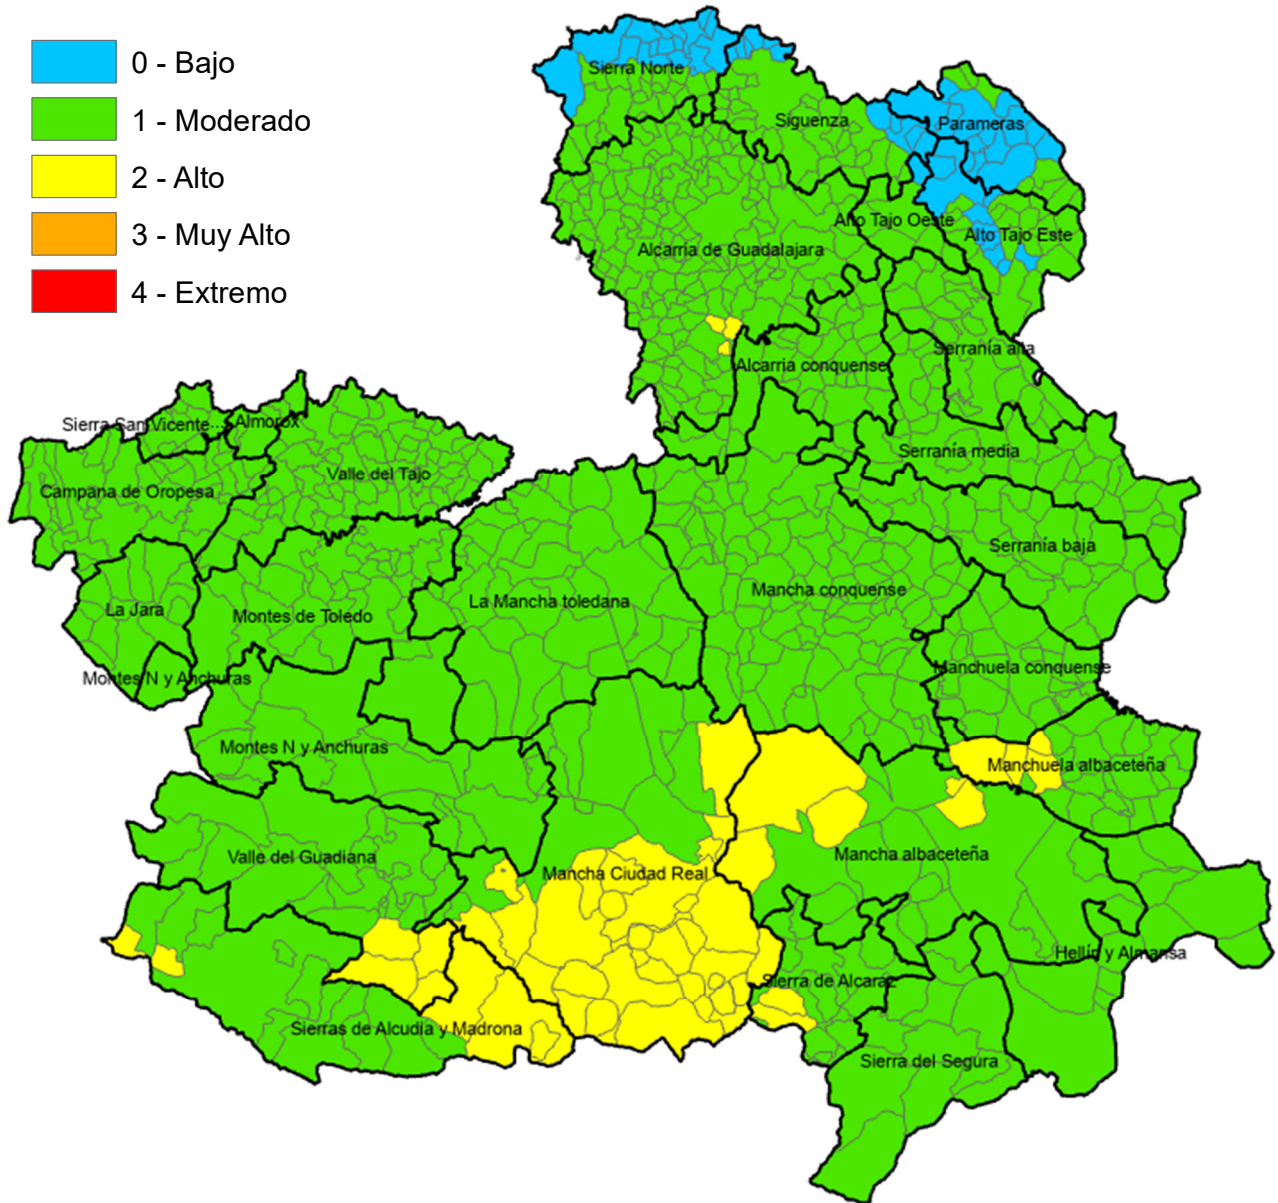 0 - Bajo
1 - Moderado
2 - Alto
3 - Muy Alto
4 - Extremo
Sierra Norte
Siguenza
Parameras
Alto Tajo Oeste
Alto Tajo Este
Alcarria de Guadalajara
Serranía alta
Alcarria conquense
Sierra San Vicente...
Almorox
Serranía media
Valle del Tajo
Campana de Oropesa
Serranía baja
Mancha conquense
La Mancha toledana
La Jara
Montes de Toledo
Manchuela conquense
Montes N y Anchuras
Montes N y Anchuras
Manchuela albaceteña
Mancha albaceteña
Valle del Guadiana
Mancha Ciudad Real
Hellín y Almansa
Sierra de Alcaraz
Sierras de Alcudia y Madrona
Sierra del Segura